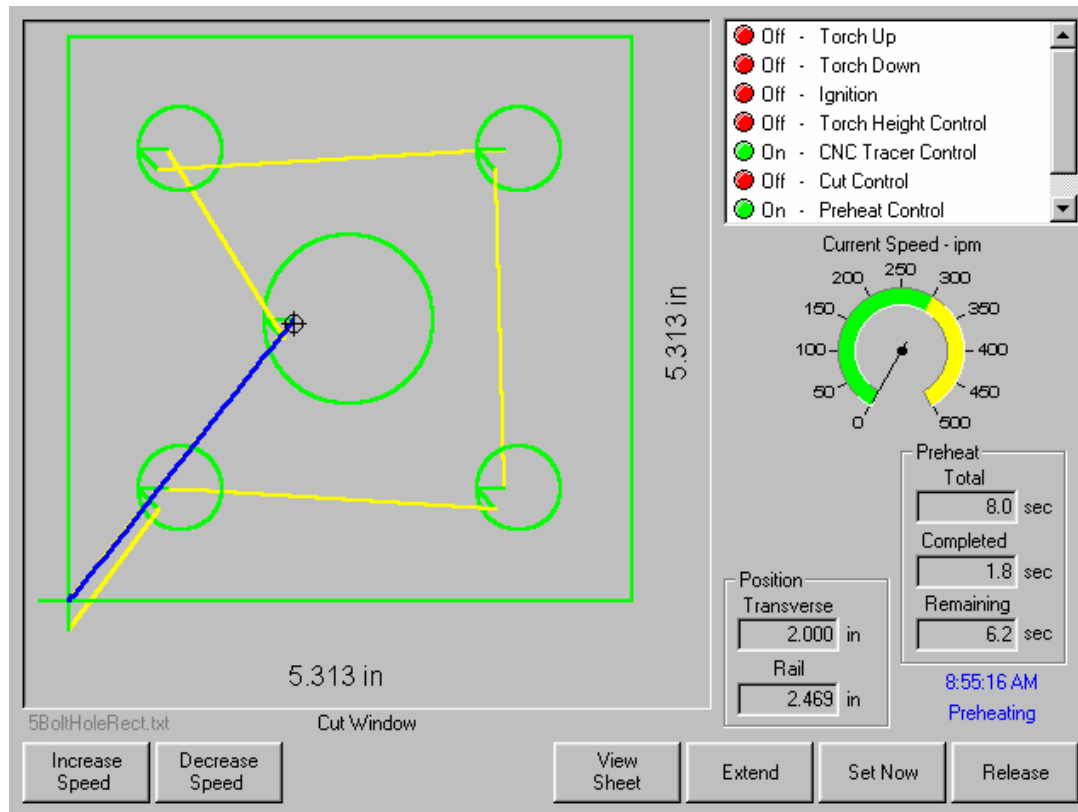 Off - Torch Up
Off - Torch Down
Off - Ignition
Off - Torch Height Control
On - CNC Tracer Control
Off - Cut Control
On - Preheat Control
Current Speed - ipm
0
50
100
150
200
250
300
350
400
450
500
5.313 in
5.313 in
Preheat
Total
8.0 sec
Completed
1.8 sec
Remaining
6.2 sec
Position
Transverse
2.000 in
Rail
2.469 in
8:55:16 AM
Preheating
5BoltHoleRect.txt
Cut Window
Increase
Speed
Decrease
Speed
View
Sheet
Extend
Set Now
Release